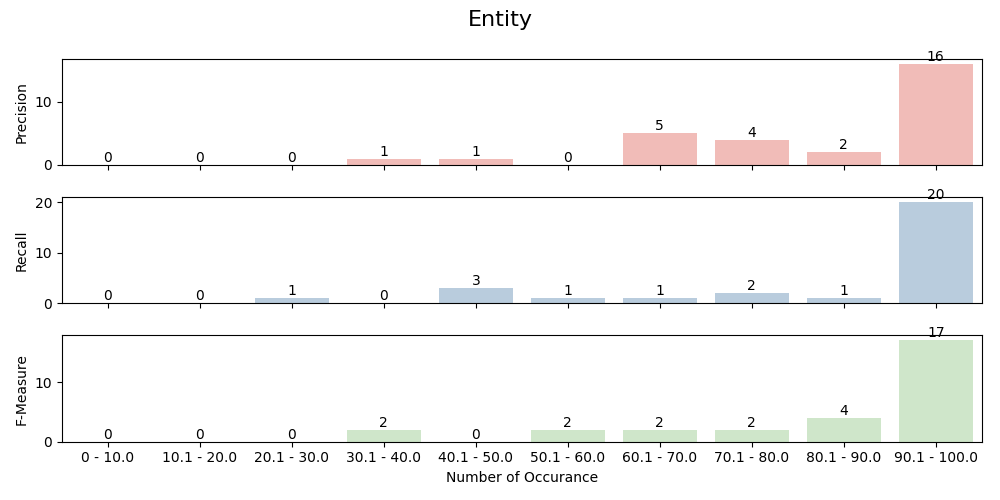 Entity
Precision
10
0
0 0 0 1 1 0 5 4 2 16
Recall
20
10
0
0 0 1 0 3 1 1 2 1 20
F-Measure
10
0
0 0 0 2 0 2 2 2 4 17
0 - 10.0 10.1 - 20.0 20.1 - 30.0 30.1 - 40.0 40.1 - 50.0 50.1 - 60.0 60.1 - 70.0 70.1 - 80.0 80.1 - 90.0 90.1 - 100.0
Number of Occurance